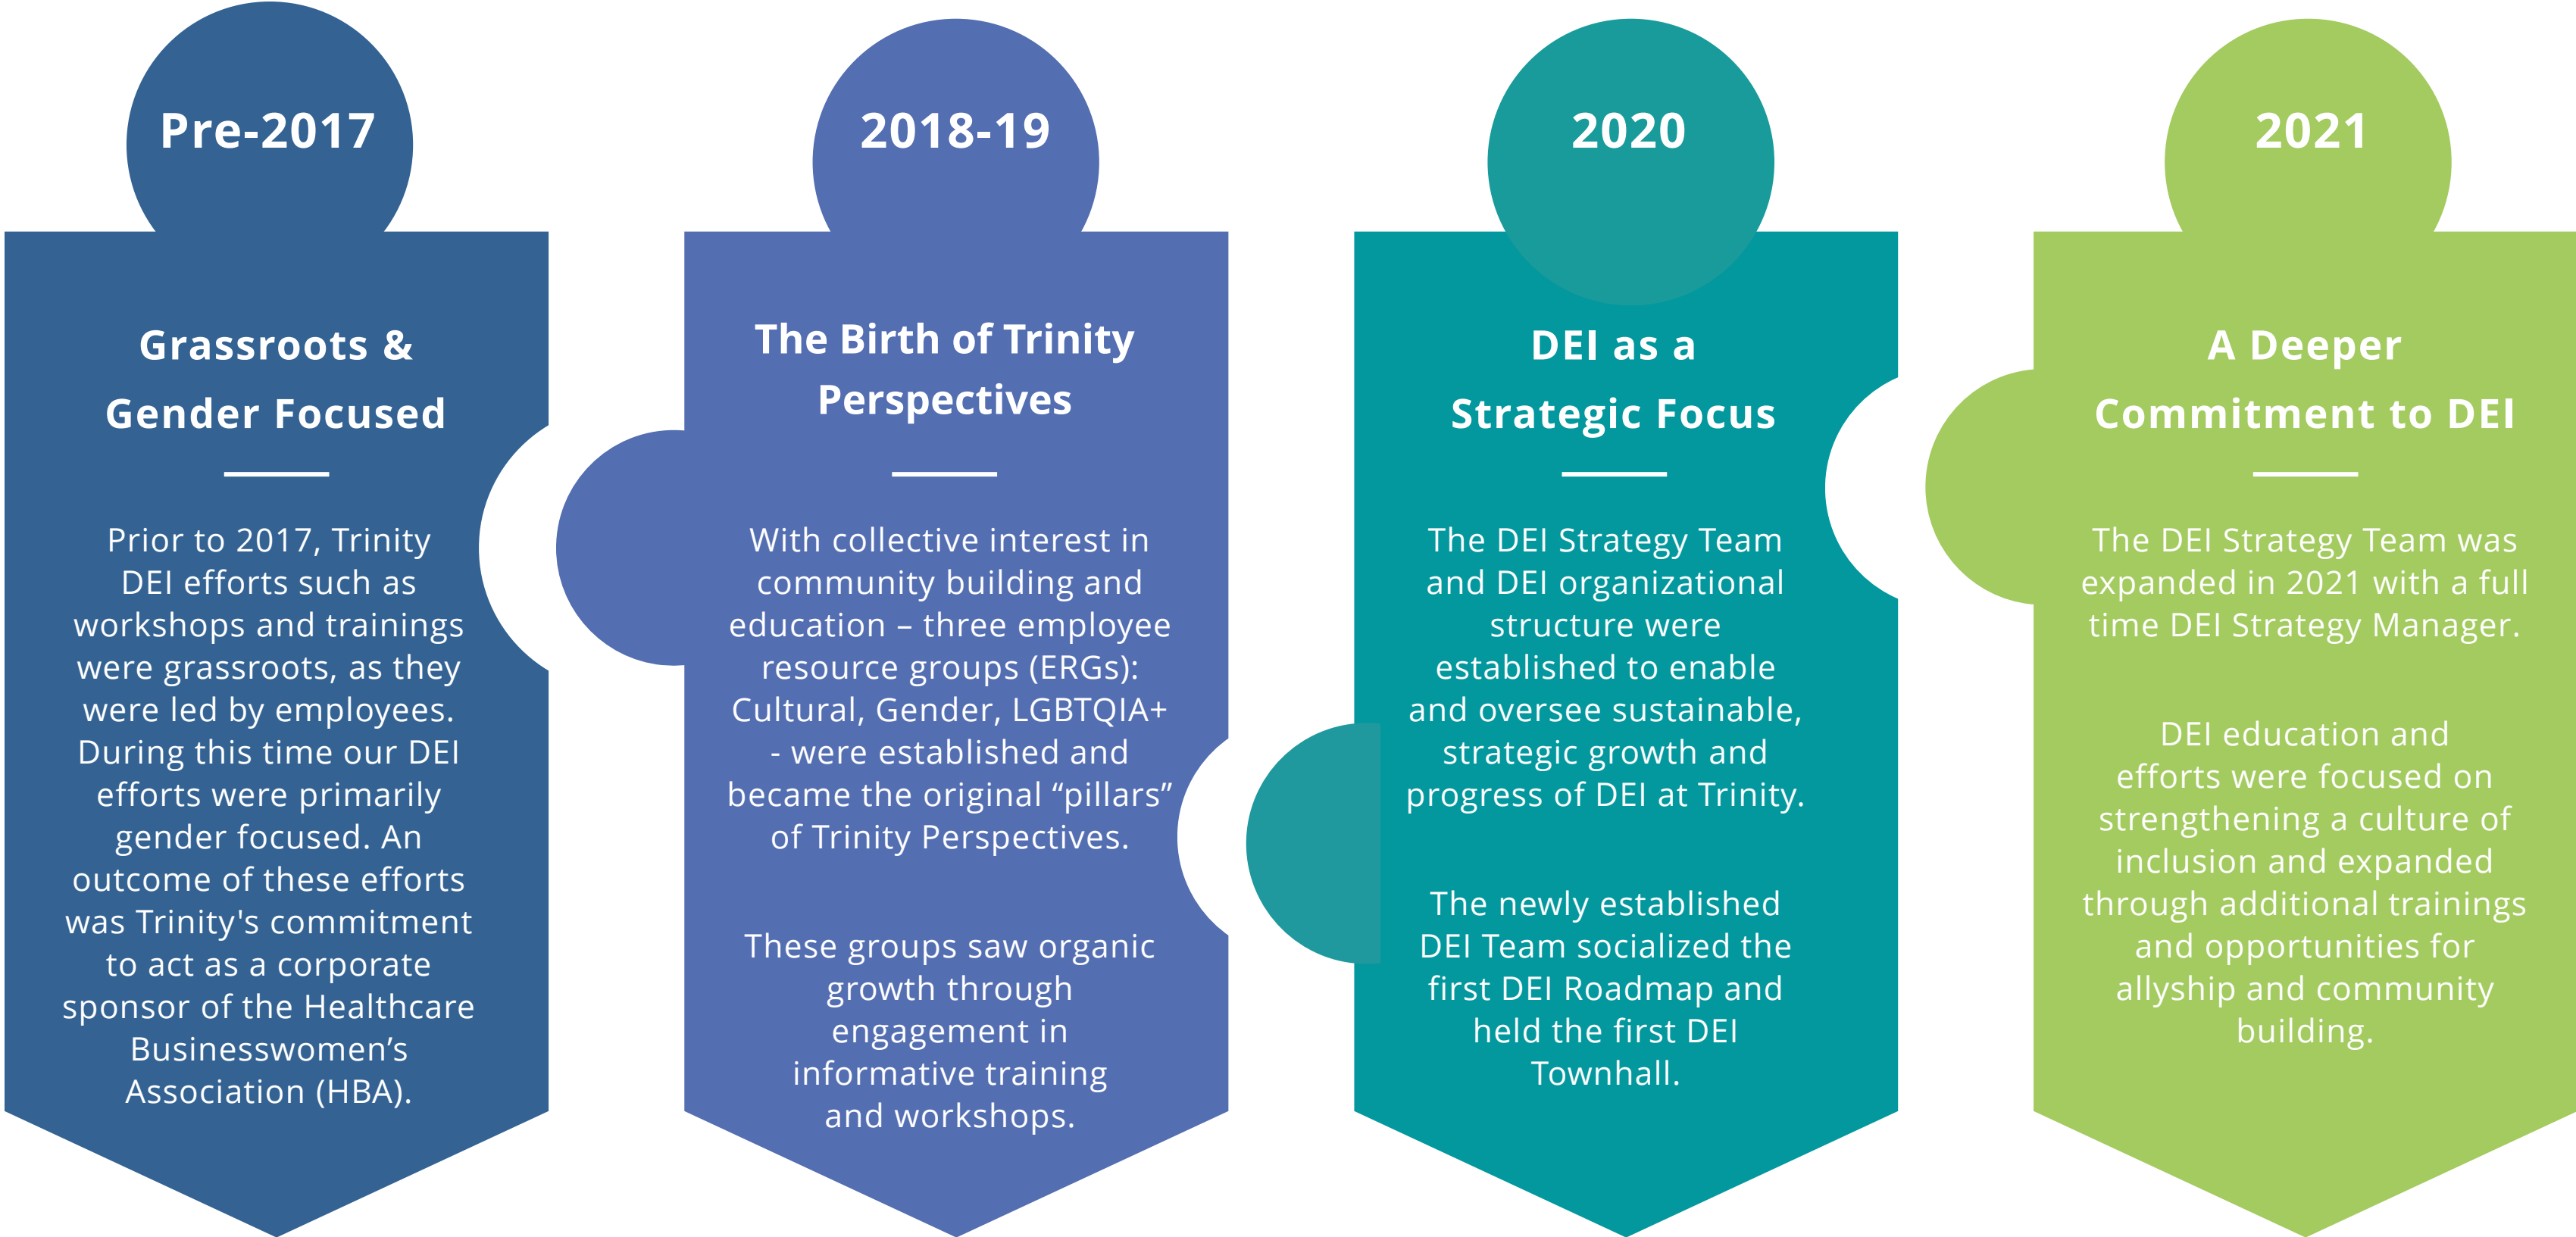 Pre-2017
Grassroots &
Gender Focused
Prior to 2017, Trinity
DEI efforts such as
workshops and trainings
were grassroots, as they
were led by employees.
During this time our DEI
efforts were primarily
gender focused. An
outcome of these efforts
was Trinity's commitment
to act as a corporate
sponsor of the Healthcare
Businesswomen’s
Association (HBA).
2018-19
The Birth of Trinity
Perspectives
With collective interest in
community building and
education – three employee
resource groups (ERGs):
Cultural, Gender, LGBTQIA+
- were established and
became the original “pillars”
of Trinity Perspectives.
These groups saw organic
growth through
engagement in
informative training
and workshops.
2020
DEI as a
Strategic Focus
The DEI Strategy Team
and DEI organizational
structure were
established to enable
and oversee sustainable,
strategic growth and
progress of DEI at Trinity.
The newly established
DEI Team socialized the
first DEI Roadmap and
held the first DEI
Townhall.
2021
A Deeper
Commitment to DEI
The DEI Strategy Team was
expanded in 2021 with a full
time DEI Strategy Manager.
DEI education and
efforts were focused on
strengthening a culture of
inclusion and expanded
through additional trainings
and opportunities for
allyship and community
building.